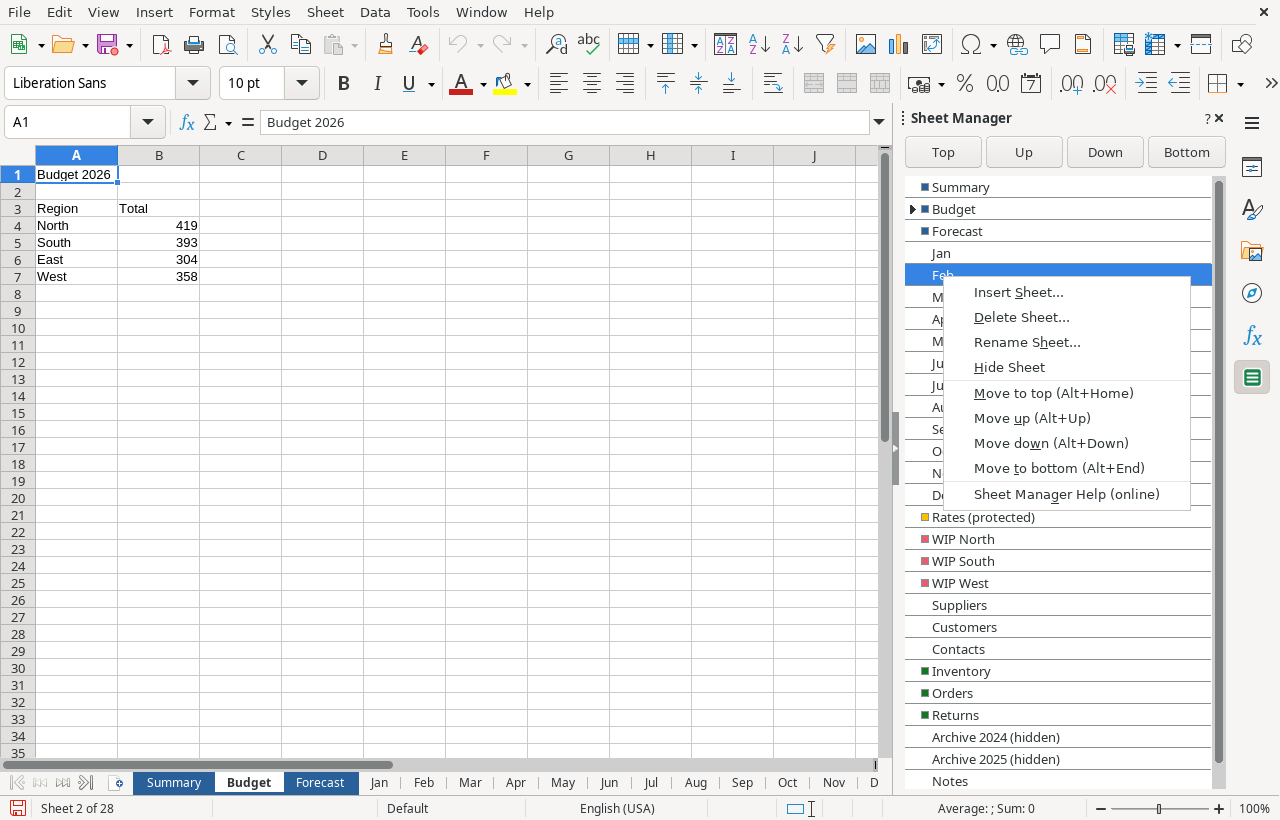 File Edit View Insert Format Styles Sheet Data Tools Window Help
Liberation Sans 10 pt
A1 Budget 2026
Sheet Manager
Top Up Down Bottom
A B C D E F G H I J
1 Budget 2026
2
3 Region Total
4 North 419
5 South 393
6 East 304
7 West 358
8
9
10
11
12
13
14
15
16
17
18
19
20
21
22
23
24
25
26
27
28
29
30
31
32
33
34
35
Summary
Budget
Forecast
Jan
Feb
Insert Sheet...
Delete Sheet...
Rename Sheet...
Hide Sheet
Move to top (Alt+Home)
Move up (Alt+Up)
Move down (Alt+Down)
Move to bottom (Alt+End)
Sheet Manager Help (online)
Rates (protected)
WIP North
WIP South
WIP West
Suppliers
Customers
Contacts
Inventory
Orders
Returns
Archive 2024 (hidden)
Archive 2025 (hidden)
Notes
Summary Budget Forecast Jan Feb Mar Apr May Jun Jul Aug Sep Oct Nov D
Sheet 2 of 28 Default English (USA) Average: ; Sum: 0 100%